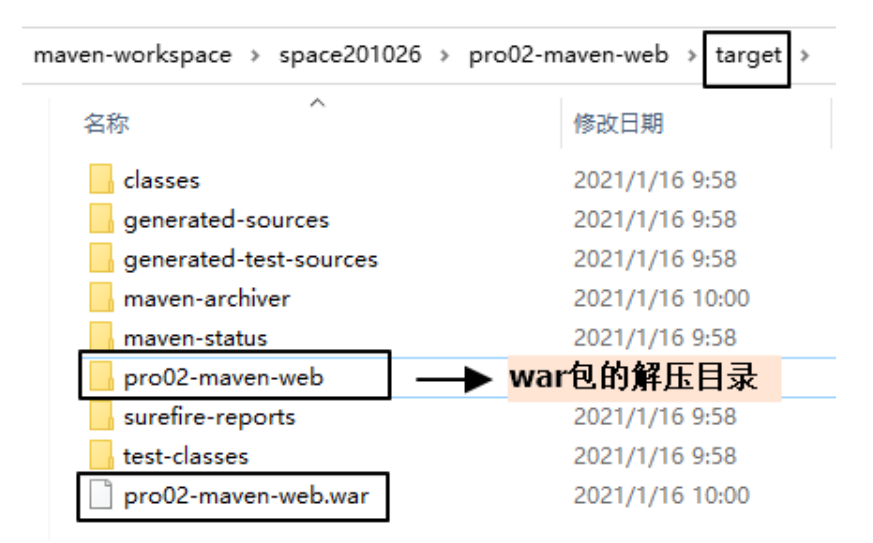 maven-workspace > space201026 > pro02-maven-web > target >
名称 修改日期
classes 2021/1/16 9:58
generated-sources 2021/1/16 9:58
generated-test-sources 2021/1/16 9:58
maven-archiver 2021/1/16 10:00
maven-status 2021/1/16 9:58
pro02-maven-web war包的解压目录
surefire-reports 2021/1/16 9:58
test-classes 2021/1/16 9:58
pro02-maven-web.war 2021/1/16 10:00